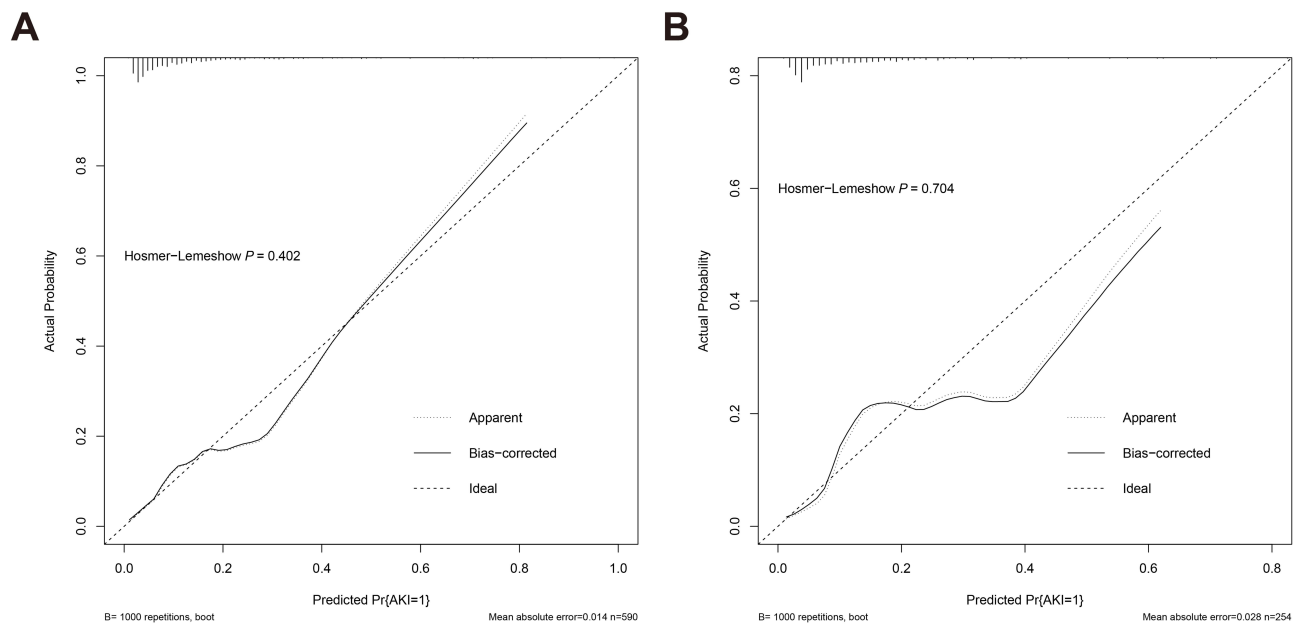 A
1.0
0.8
0.6
0.4
0.2
0.0
Actual Probability
Hosmer−Lemeshow P = 0.402
Apparent
Bias−corrected
Ideal
0.0 0.2 0.4 0.6 0.8 1.0
Predicted Pr{AKI=1}
B= 1000 repetitions, boot
Mean absolute error=0.014 n=590
B
0.8
0.6
0.4
0.2
0.0
Actual Probability
Hosmer−Lemeshow P = 0.704
Apparent
Bias−corrected
Ideal
0.0 0.2 0.4 0.6 0.8
Predicted Pr{AKI=1}
B= 1000 repetitions, boot
Mean absolute error=0.028 n=254